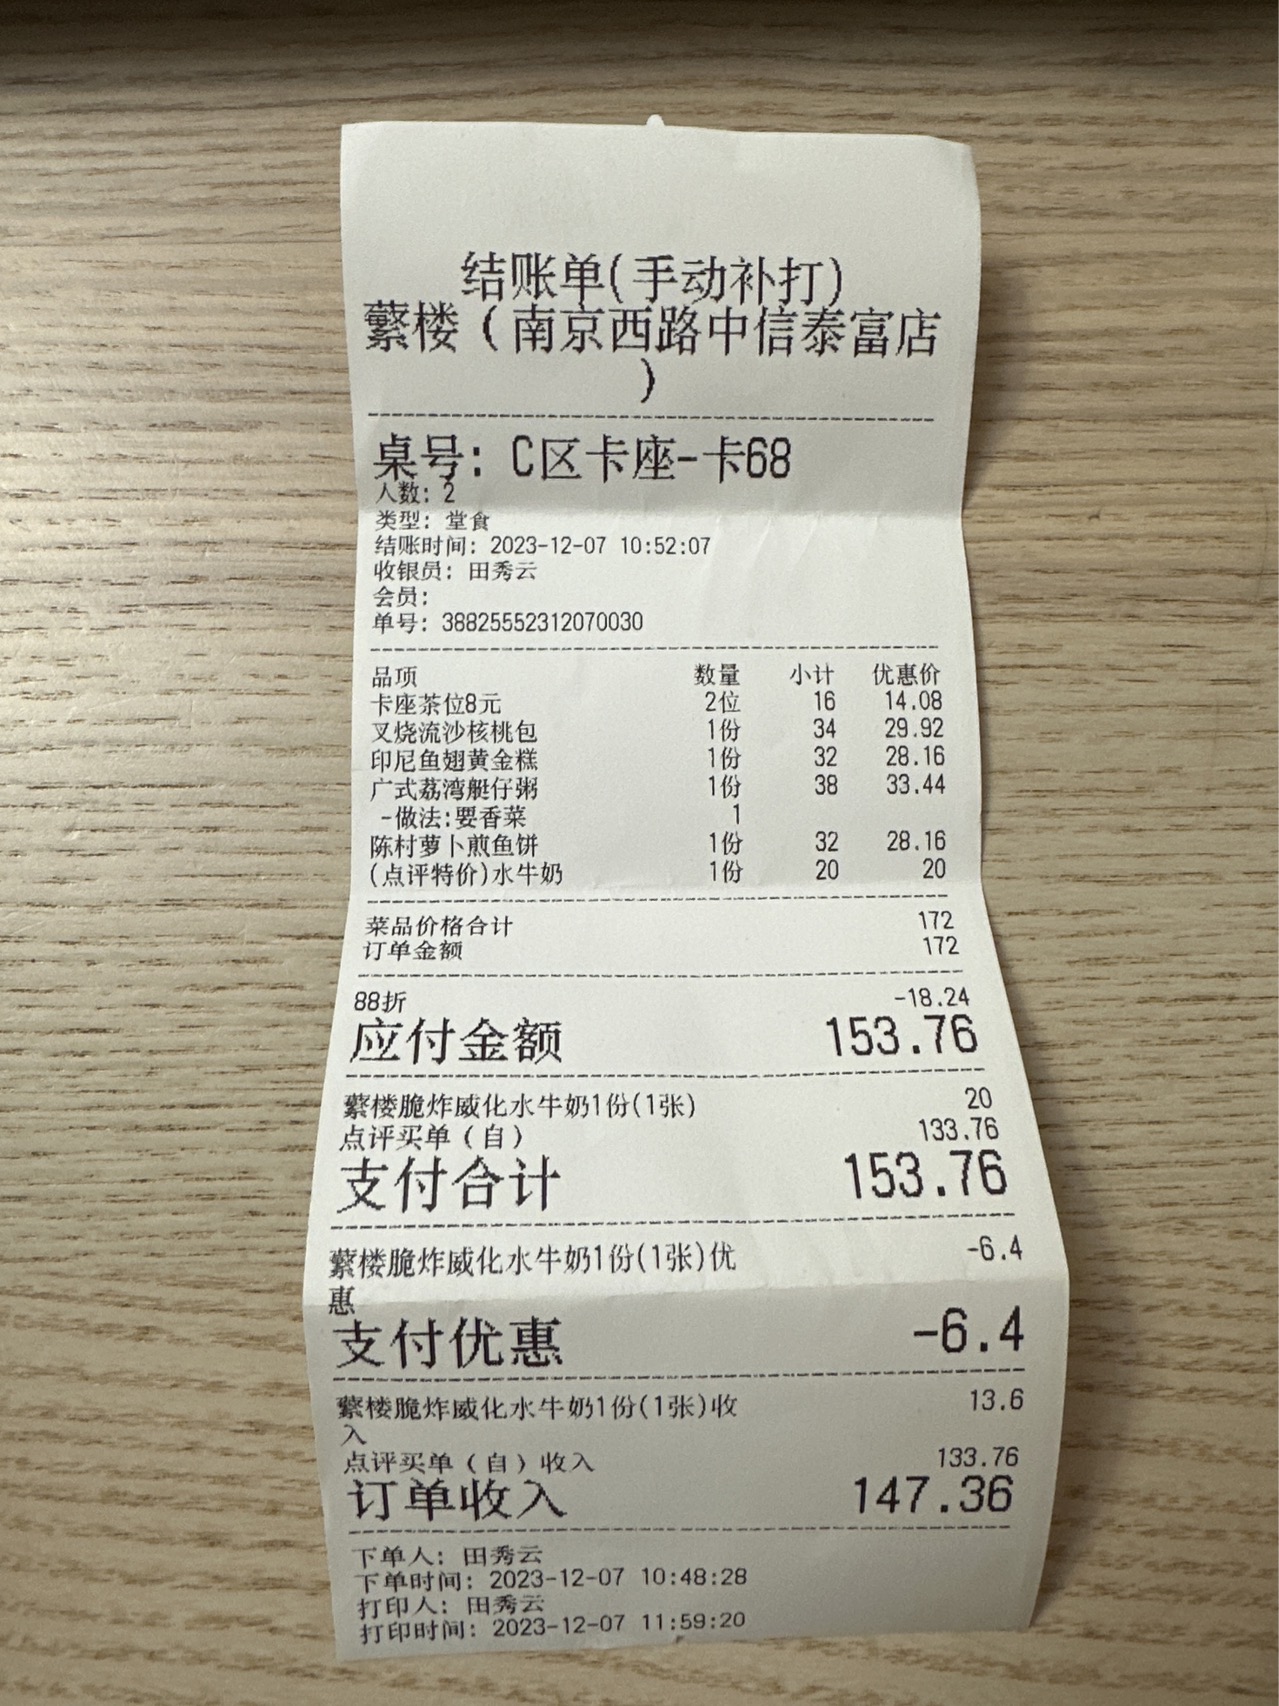 结账单(手动补打)
蘩楼（南京西路中信泰富店
）
桌号: C区卡座-卡68
人数: 2
类型: 堂食
结账时间: 2023-12-07 10:52:07
收银员: 田秀云
会员:
单号: 38825552312070030
品项 数量 小计 优惠价
卡座茶位8元 2位 16 14.08
叉烧流沙核桃包 1份 34 29.92
印尼鱼翅黄金糕 1份 32 28.16
广式荔湾艇仔粥 1份 38 33.44
-做法:要香菜 1
陈村萝卜煎鱼饼 1份 32 28.16
(点评特价)水牛奶 1份 20 20
菜品价格合计 172
订单金额 172
88折 -18.24
应付金额 153.76
蘩楼脆炸威化水牛奶1份(1张) 20
点评买单（自） 133.76
支付合计 153.76
蘩楼脆炸威化水牛奶1份(1张)优 -6.4
惠
支付优惠 -6.4
蘩楼脆炸威化水牛奶1份(1张)收 13.6
入
点评买单（自）收入 133.76
订单收入 147.36
下单人: 田秀云
下单时间: 2023-12-07 10:48:28
打印人: 田秀云
打印时间: 2023-12-07 11:59:20